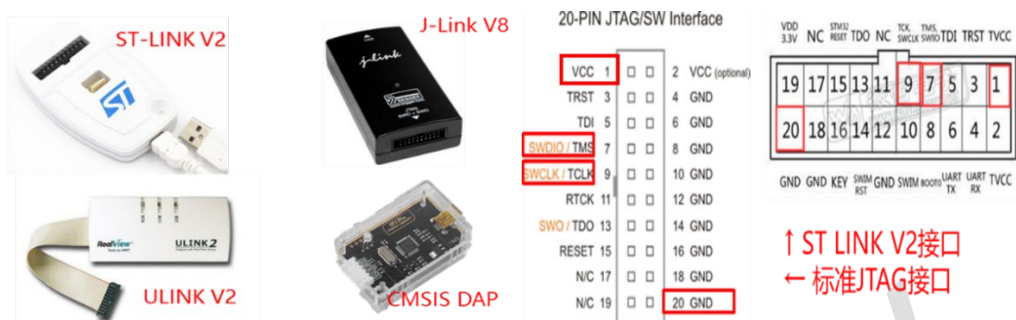 ST-LINK V2
J-Link V8
j-link
RealView
ULINK2
ULINK V2
CMSIS DAP
20-PIN JTAG/SW Interface
VCC 1 2 VCC (optional)
TRST 3 4 GND
TDI 5 6 GND
SWDIO / TMS 7 8 GND
SWCLK / TCLK 9 10 GND
RTCK 11 12 GND
SWO / TDO 13 14 GND
RESET 15 16 GND
N/C 17 18 GND
N/C 19 20 GND
VDD 3.3V NC STM32 RESET TDO NC TCK, SWCLK TMS, SWDIO TDI TRST TVCC
19 17 15 13 11 9 7 5 3 1
20 18 16 14 12 10 8 6 4 2
GND GND KEY SWIM RST GND SWIM BOOT0 UART TX UART RX TVCC
↑ ST LINK V2接口
← 标准JTAG接口